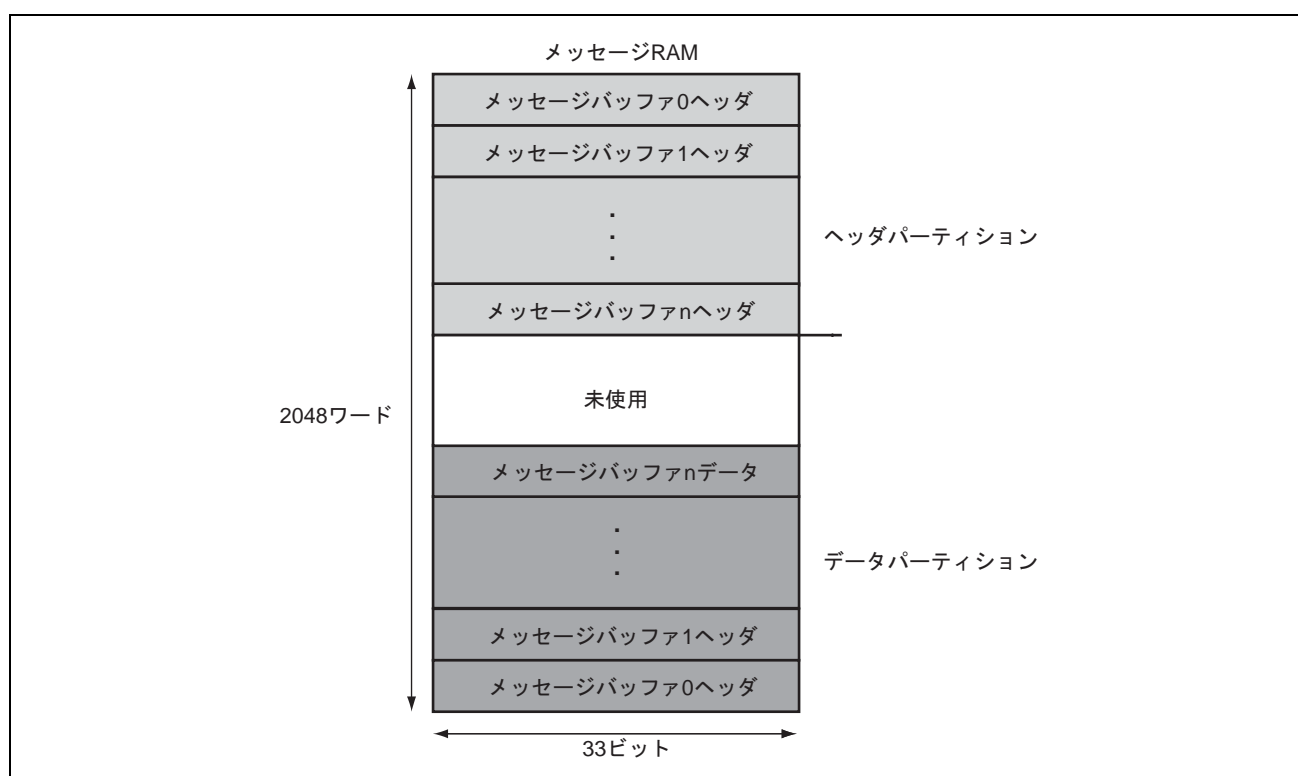 メッセージRAM
メッセージバッファ0ヘッダ
メッセージバッファ1ヘッダ
ヘッダパーティション
メッセージバッファnヘッダ
未使用
2048ワード
メッセージバッファnデータ
データパーティション
メッセージバッファ1ヘッダ
メッセージバッファ0ヘッダ
33ビット